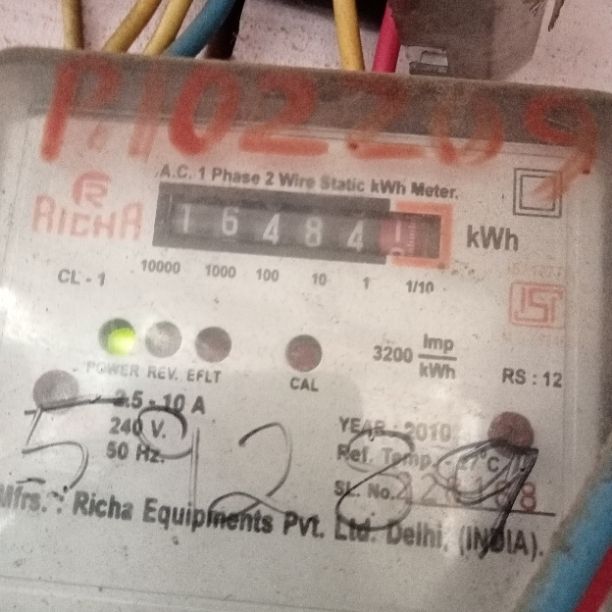 P102209
A.C. 1 Phase 2 Wire Static kWh Meter.
R
RICHA
16484
kWh
10000 1000 100 10 1 1/10
CL - 1
ISI
3200 Imp/kWh
POWER REV. EFLT
CAL
RS : 12
2.5 - 10 A
240 V.
50 Hz.
YEAR : 2010
Ref. Temp. - 27°C
SL. No.
Mfrs. : Richa Equipments Pvt. Ltd. Delhi, (INDIA).